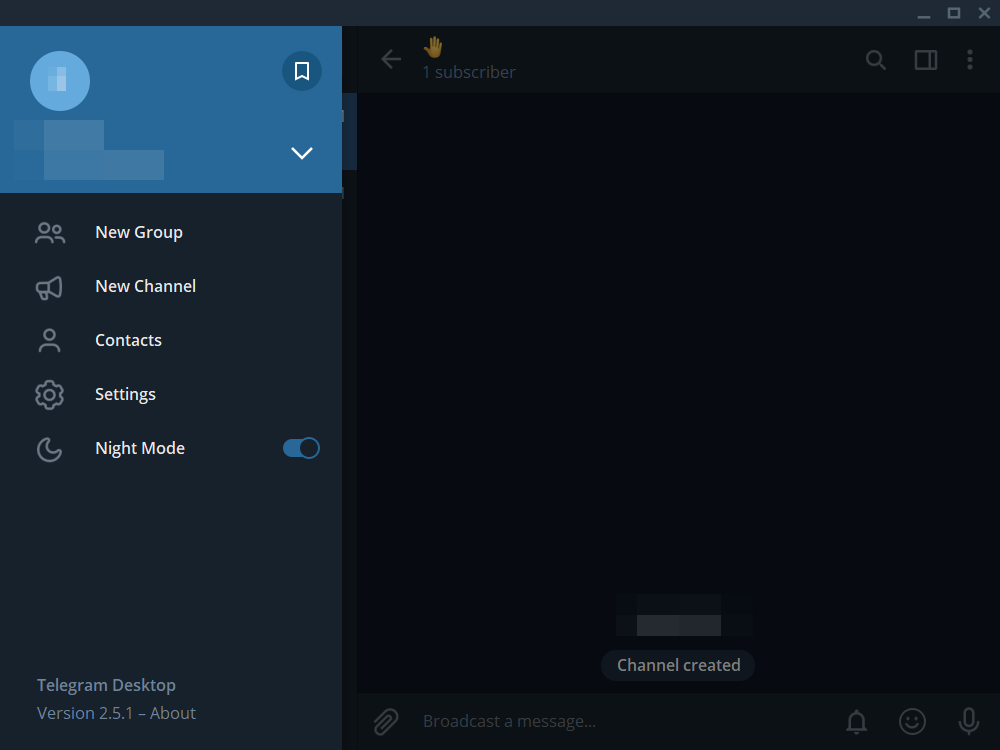 🤚
1 subscriber
New Group
New Channel
Contacts
Settings
Night Mode
Telegram Desktop
Version 2.5.1 – About
Channel created
Broadcast a message...